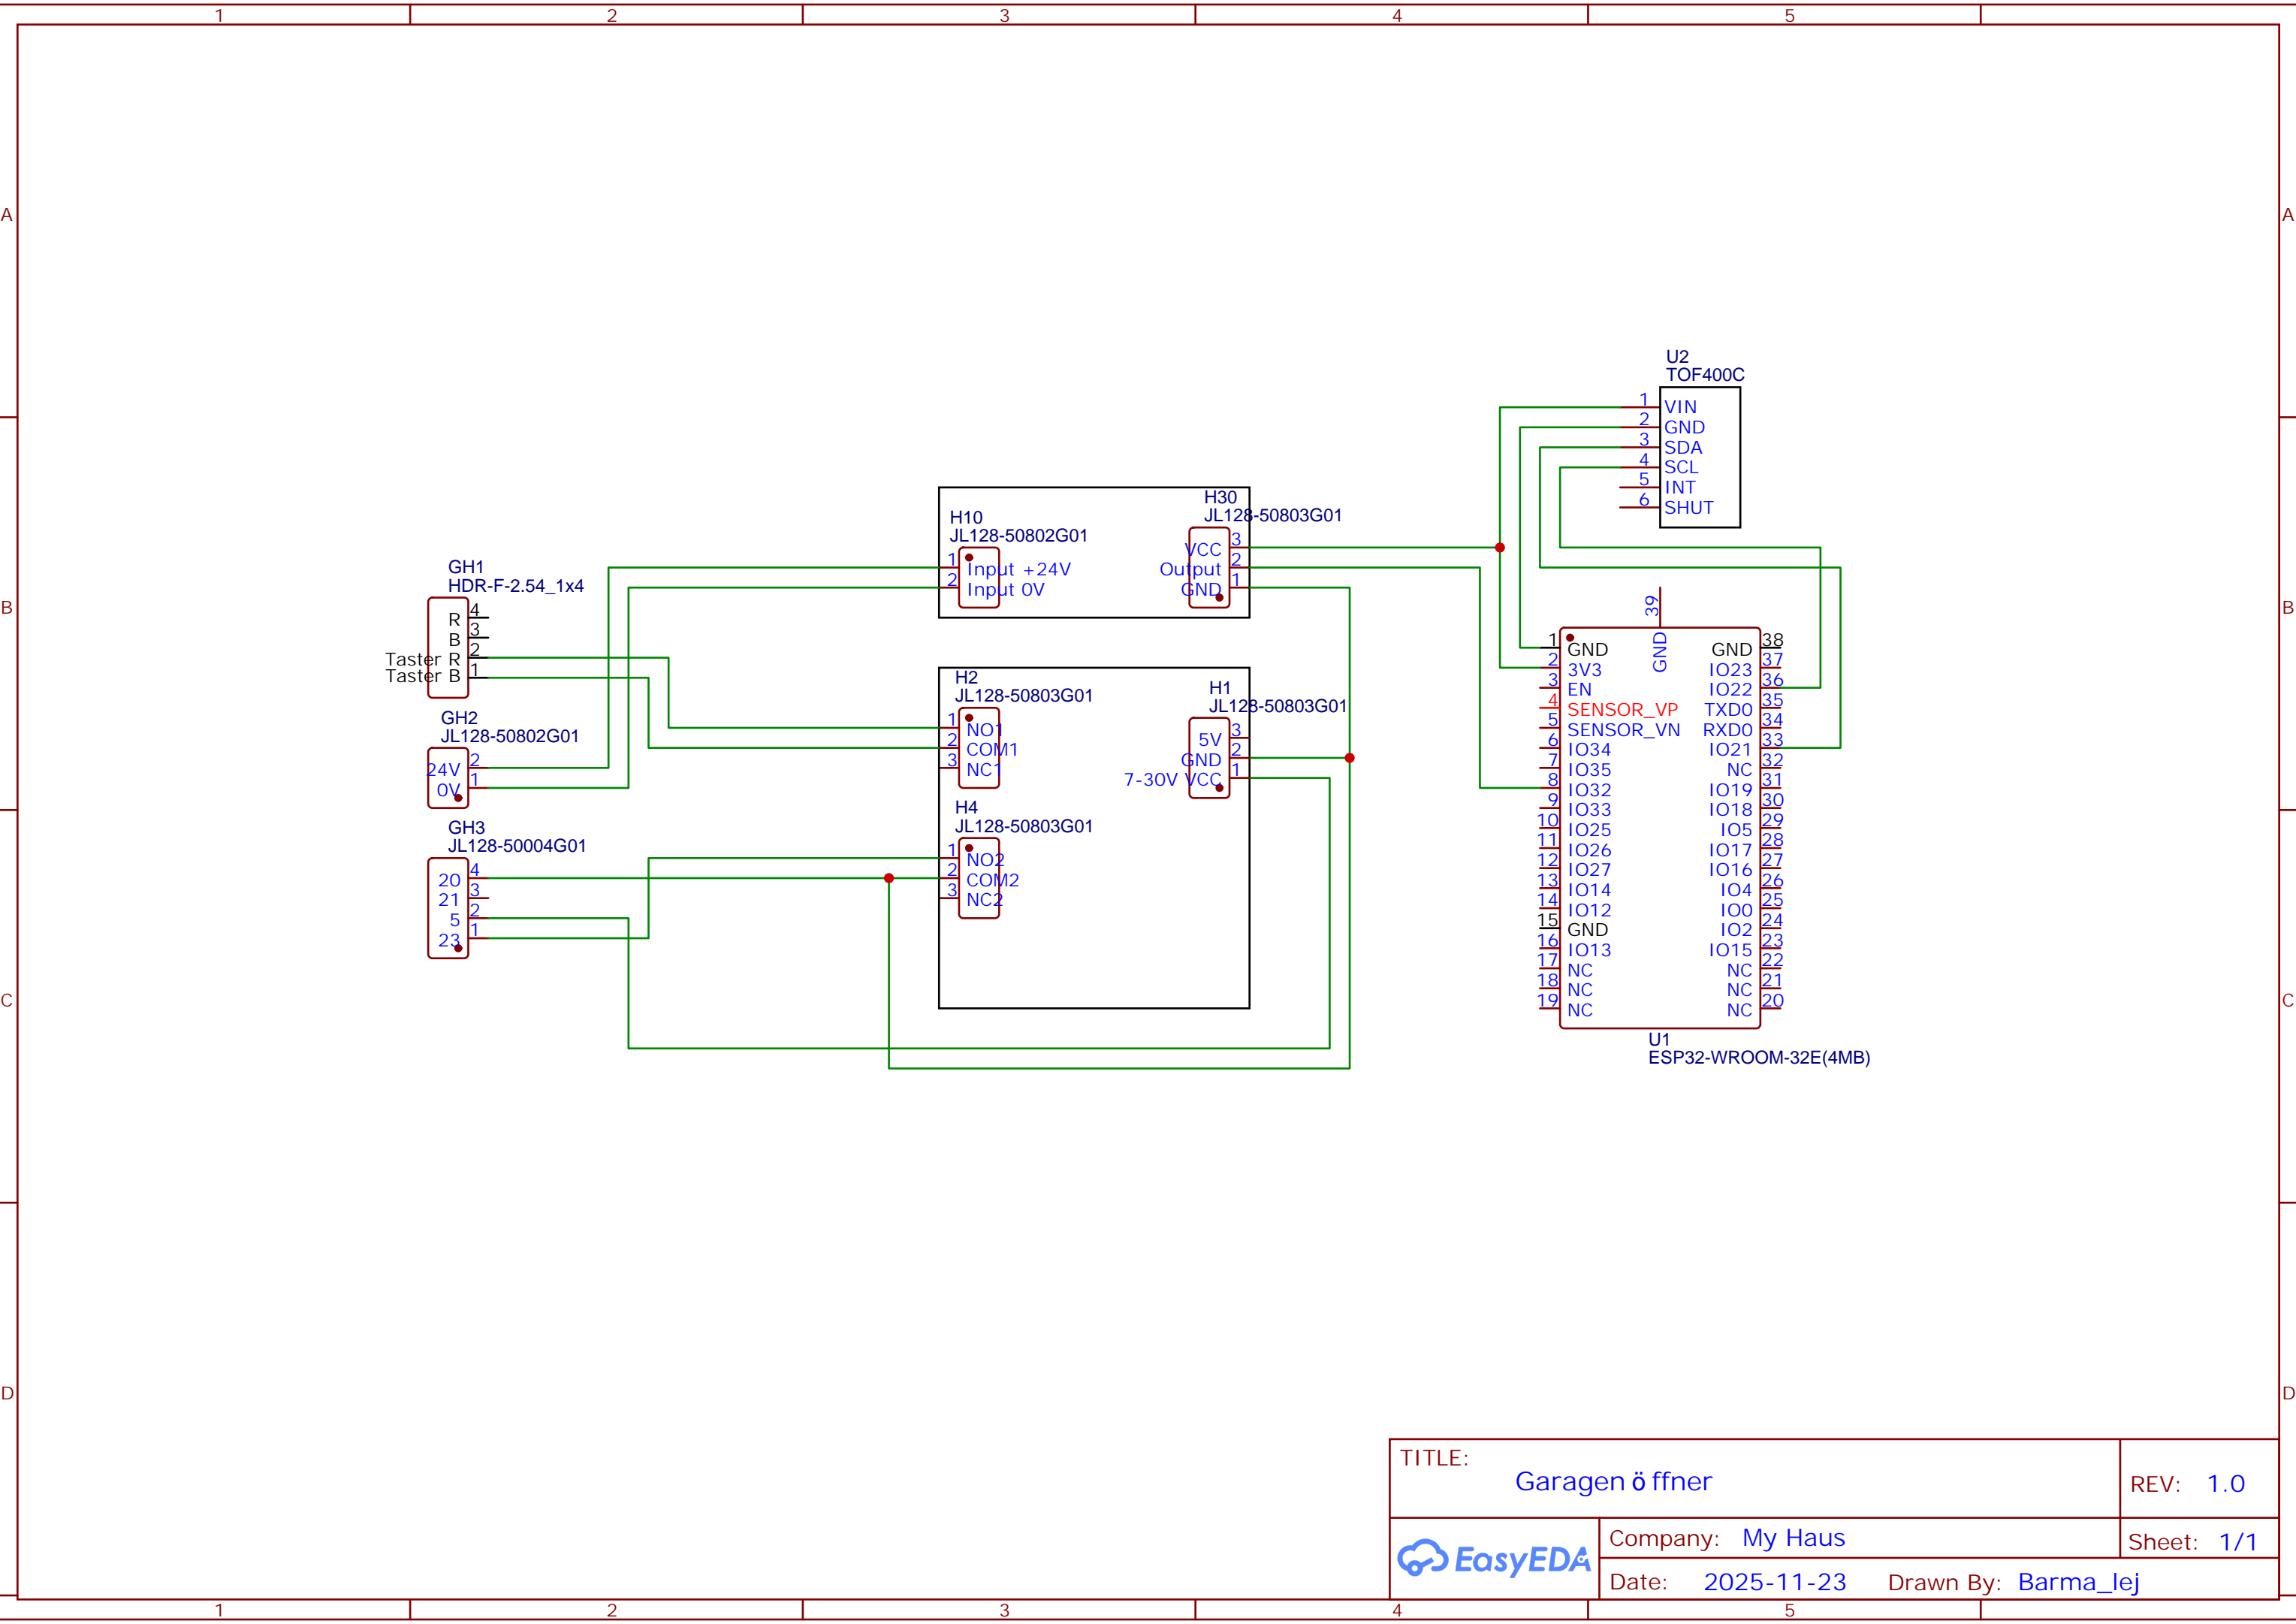 1 2 3 4 5
A A
B B
C C
D D
U2
TOF400C
1 VIN
2 GND
3 SDA
4 SCL
5 INT
6 SHUT
H10
JL128-50802G01
1 Input +24V
2 Input 0V
H30
JL128-50803G01
VCC 3
Output 2
GND 1
GH1
HDR-F-2.54_1x4
R 4
B 3
Taster R 2
Taster B 1
GH2
JL128-50802G01
24V 2
0V 1
GH3
JL128-50004G01
20 4
21 3
5 2
23 1
H2
JL128-50803G01
1 NO1
2 COM1
3 NC1
H1
JL128-50803G01
5V 3
GND 2
7-30V VCC 1
H4
JL128-50803G01
1 NO2
2 COM2
3 NC2
39
GND
1 GND GND 38
2 3V3 IO23 37
3 EN IO22 36
4 SENSOR_VP TXD0 35
5 SENSOR_VN RXD0 34
6 IO34 IO21 33
7 IO35 NC 32
8 IO32 IO19 31
9 IO33 IO18 30
10 IO25 IO5 29
11 IO26 IO17 28
12 IO27 IO16 27
13 IO14 IO4 26
14 IO12 IO0 25
15 GND IO2 24
16 IO13 IO15 23
17 NC NC 22
18 NC NC 21
19 NC NC 20
U1
ESP32-WROOM-32E(4MB)
TITLE:
Garagenöffner
REV: 1.0
EasyEDA
Company: My Haus
Sheet: 1/1
Date: 2025-11-23 Drawn By: Barma_lej
1 2 3 4 5